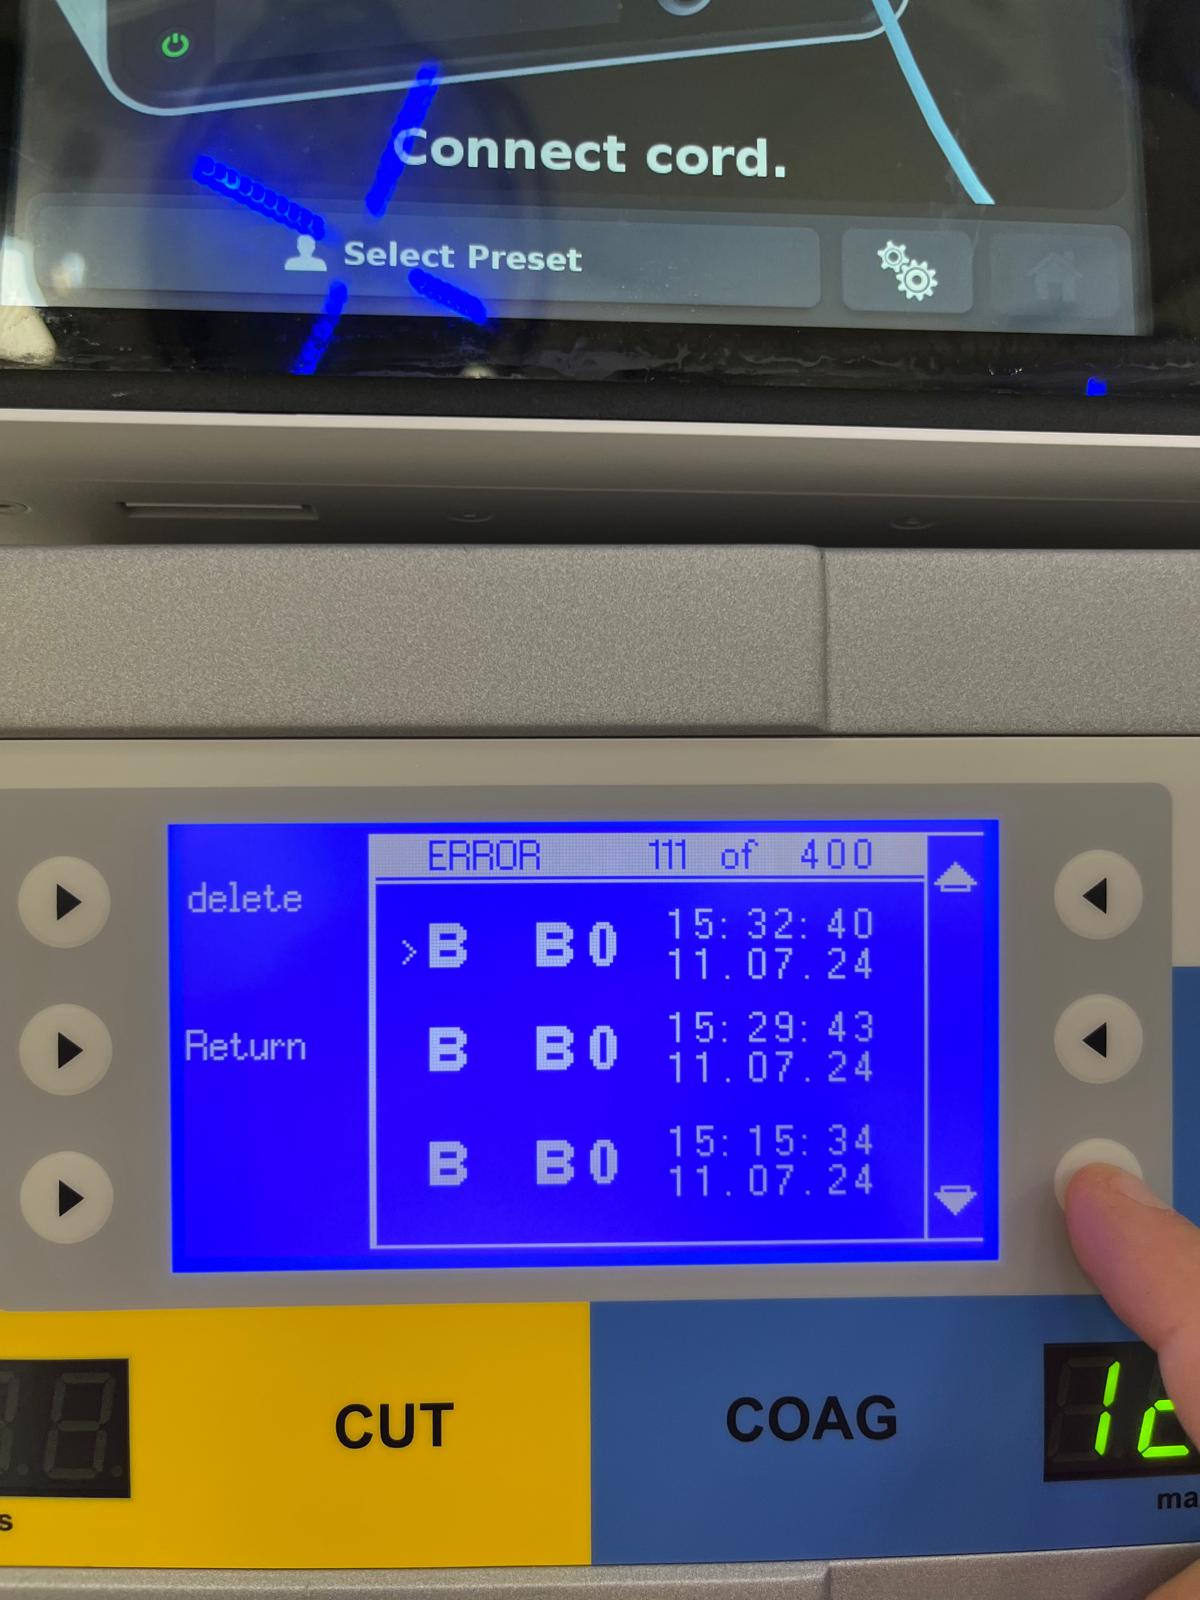 Connect cord.
Select Preset
ERROR 111 of 400
delete
>B B0 15:32:40
11.07.24
Return
B B0 15:29:43
11.07.24
B B0 15:15:34
11.07.24
CUT
COAG